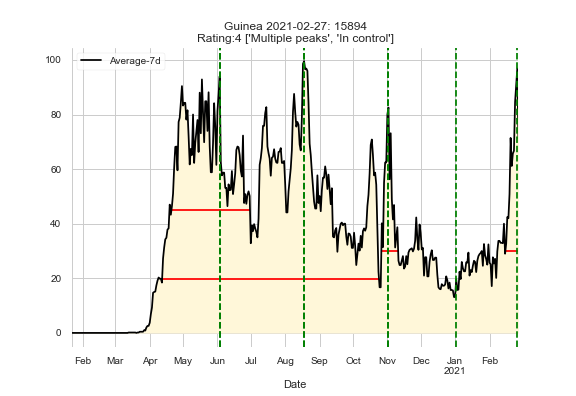 Guinea 2021-02-27: 15894
Rating:4 ['Multiple peaks', 'In control']
Average-7d
100
80
60
40
20
0
Feb Mar Apr May Jun Jul Aug Sep Oct Nov Dec Jan Feb
2021
Date